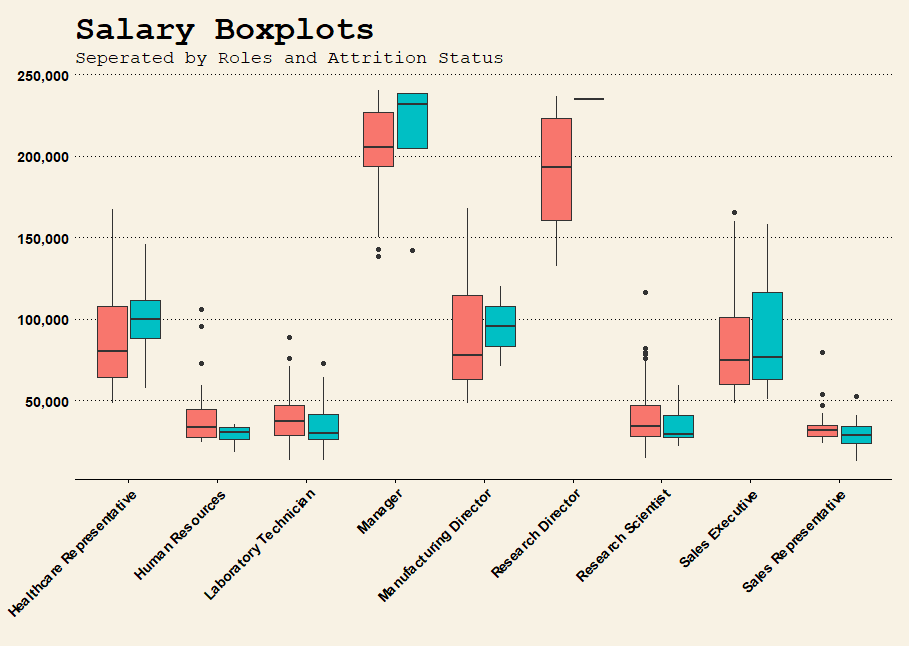 Salary Boxplots
Seperated by Roles and Attrition Status
250,000
200,000
150,000
100,000
50,000
Healthcare Representative
Human Resources
Laboratory Technician
Manager
Manufacturing Director
Research Director
Research Scientist
Sales Executive
Sales Representative